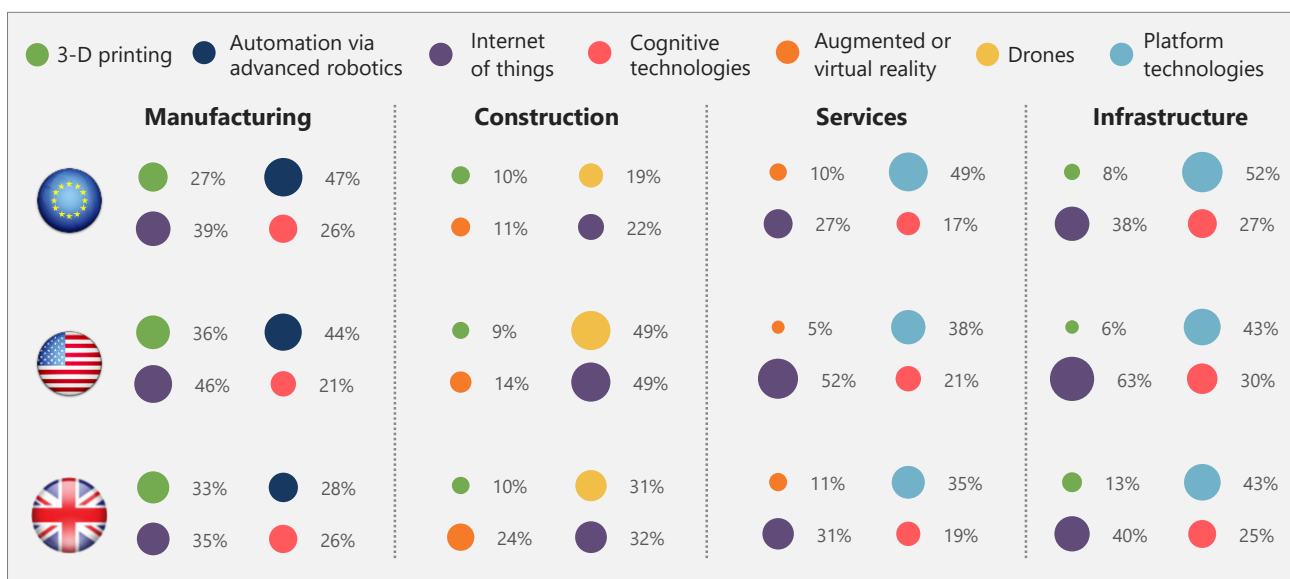 3-D printing
Automation via
advanced robotics
Internet
of things
Cognitive
technologies
Augmented or
virtual reality
Drones
Platform
technologies
Manufacturing
Construction
Services
Infrastructure
27% 47% 10% 19% 10% 49% 8% 52%
39% 26% 11% 22% 27% 17% 38% 27%
36% 44% 9% 49% 5% 38% 6% 43%
46% 21% 14% 49% 52% 21% 63% 30%
33% 28% 10% 31% 11% 35% 13% 43%
35% 26% 24% 32% 31% 19% 40% 25%